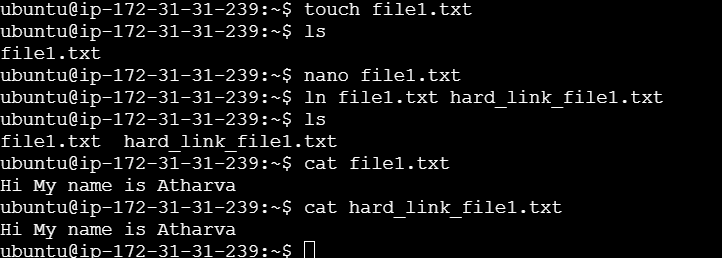 ubuntu@ip-172-31-31-239:~$ touch file1.txt
ubuntu@ip-172-31-31-239:~$ ls
file1.txt
ubuntu@ip-172-31-31-239:~$ nano file1.txt
ubuntu@ip-172-31-31-239:~$ ln file1.txt hard_link_file1.txt
ubuntu@ip-172-31-31-239:~$ ls
file1.txt  hard_link_file1.txt
ubuntu@ip-172-31-31-239:~$ cat file1.txt
Hi My name is Atharva
ubuntu@ip-172-31-31-239:~$ cat hard_link_file1.txt
Hi My name is Atharva
ubuntu@ip-172-31-31-239:~$